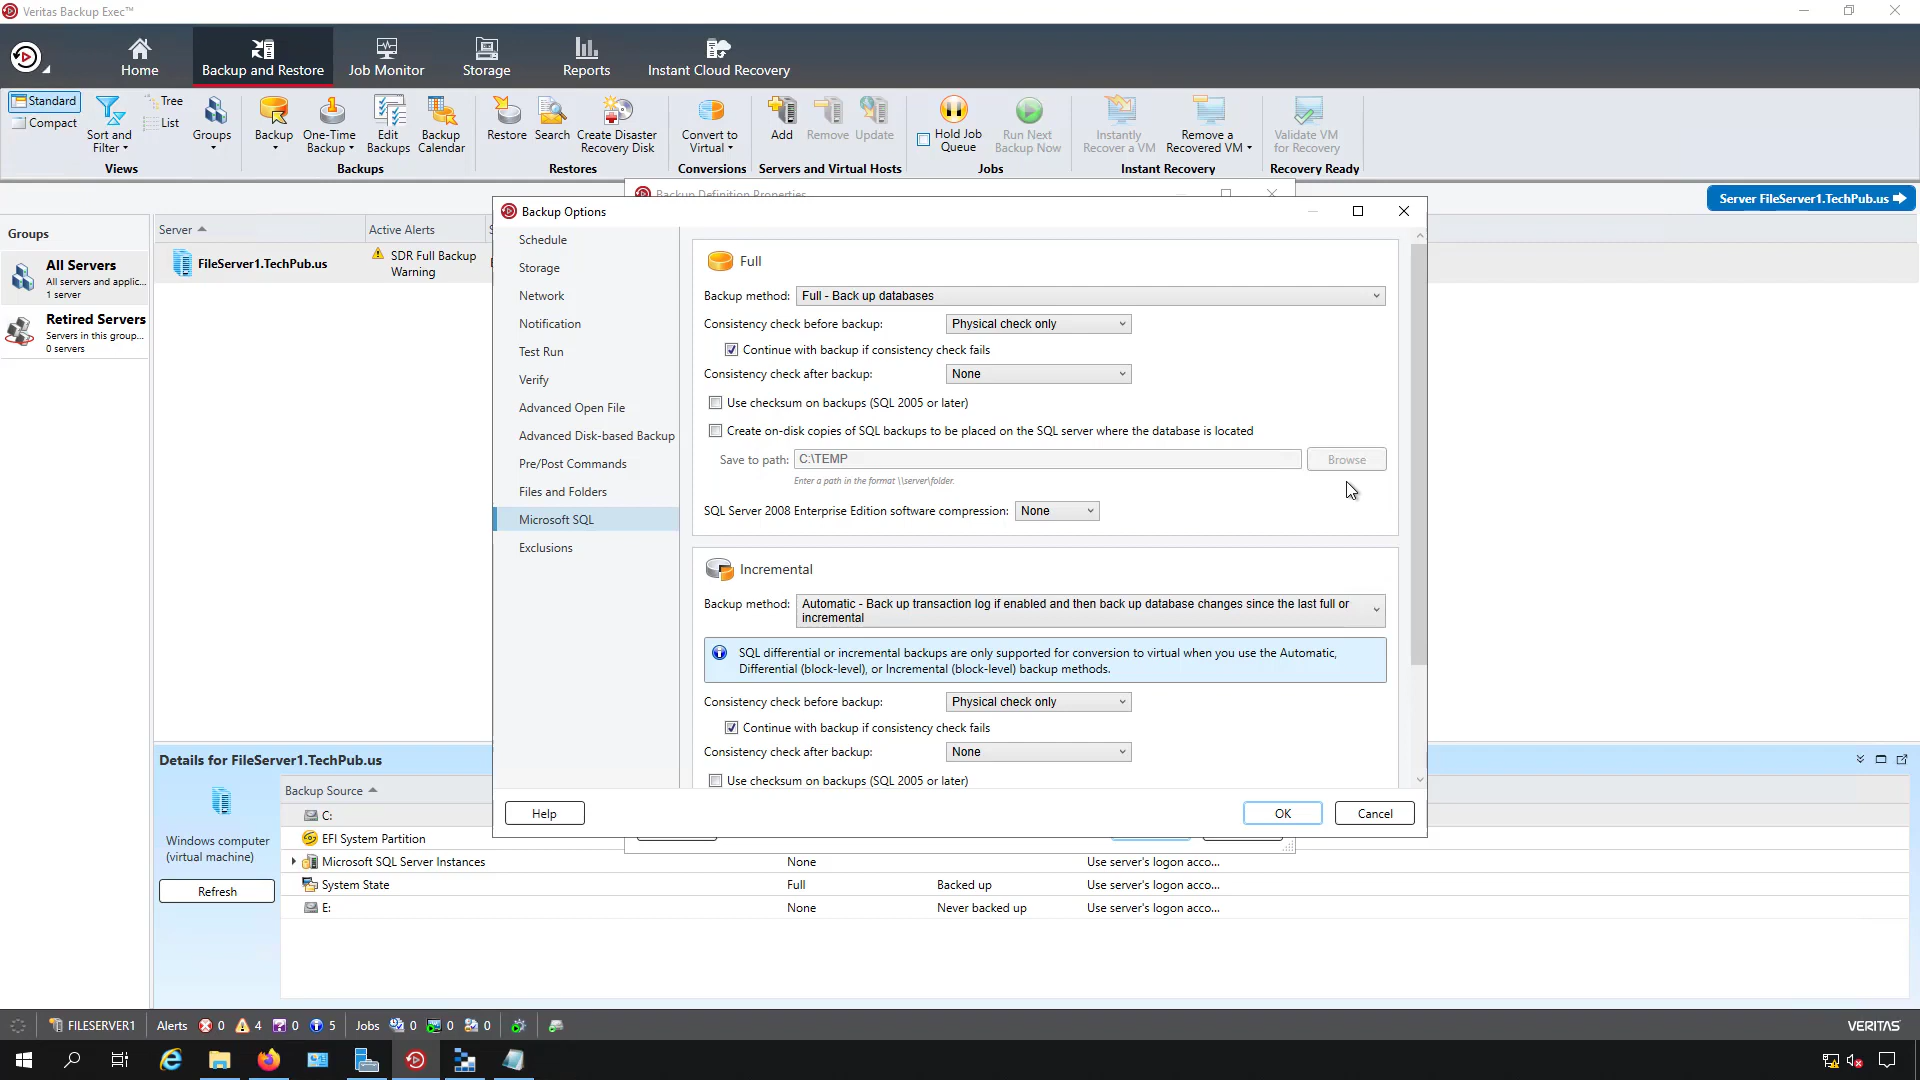 Veritas Backup Exec™
Home
Backup and Restore
Job Monitor
Storage
Reports
Instant Cloud Recovery
Standard
Compact
Sort and
Filter
Tree
List
Groups
Views
Backup
One-Time
Backup
Edit
Backups
Backup
Calendar
Backups
Restore
Search
Create Disaster
Recovery Disk
Restores
Convert to
Virtual
Conversions
Add
Remove
Update
Servers and Virtual Hosts
Hold Job
Queue
Run Next
Backup Now
Jobs
Instantly
Recover a VM
Remove a
Recovered VM
Instant Recovery
Validate VM
for Recovery
Recovery Ready
Backup Definition Properties
Server FileServer1.TechPub.us
Groups
All Servers
All servers and applic...
1 server
Retired Servers
Servers in this group...
0 servers
Server
Active Alerts
FileServer1.TechPub.us
SDR Full Backup
Warning
Backup Options
Schedule
Storage
Network
Notification
Test Run
Verify
Advanced Open File
Advanced Disk-based Backup
Pre/Post Commands
Files and Folders
Microsoft SQL
Exclusions
Full
Backup method:
Full - Back up databases
Consistency check before backup:
Physical check only
Continue with backup if consistency check fails
Consistency check after backup:
None
Use checksum on backups (SQL 2005 or later)
Create on-disk copies of SQL backups to be placed on the SQL server where the database is located
Save to path:
C:\TEMP
Browse
Enter a path in the format \\server\folder.
SQL Server 2008 Enterprise Edition software compression:
None
Incremental
Backup method:
Automatic - Back up transaction log if enabled and then back up database changes since the last full or
incremental
SQL differential or incremental backups are only supported for conversion to virtual when you use the Automatic,
Differential (block-level), or Incremental (block-level) backup methods.
Consistency check before backup:
Physical check only
Continue with backup if consistency check fails
Consistency check after backup:
None
Use checksum on backups (SQL 2005 or later)
Help
OK
Cancel
Details for FileServer1.TechPub.us
Windows computer
(virtual machine)
Refresh
Backup Source
C:
EFI System Partition
Microsoft SQL Server Instances
None
Use server's logon acco...
System State
Full
Backed up
Use server's logon acco...
E:
None
Never backed up
Use server's logon acco...
FILESERVER1
Alerts
0
4
0
5
Jobs
0
0
0
VERITAS